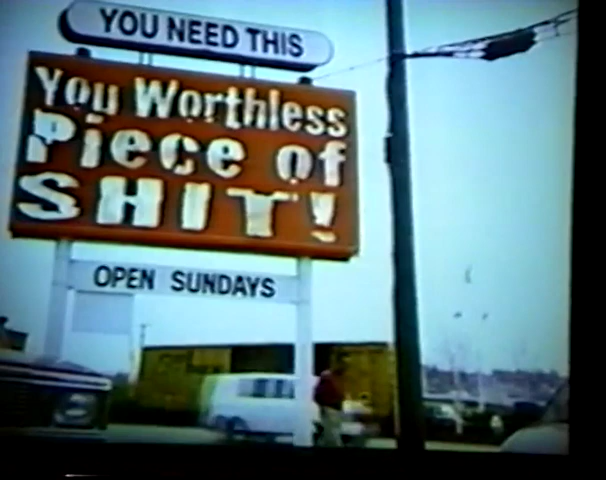 YOU NEED THIS
You Worthless
Piece of
SHIT!
OPEN SUNDAYS